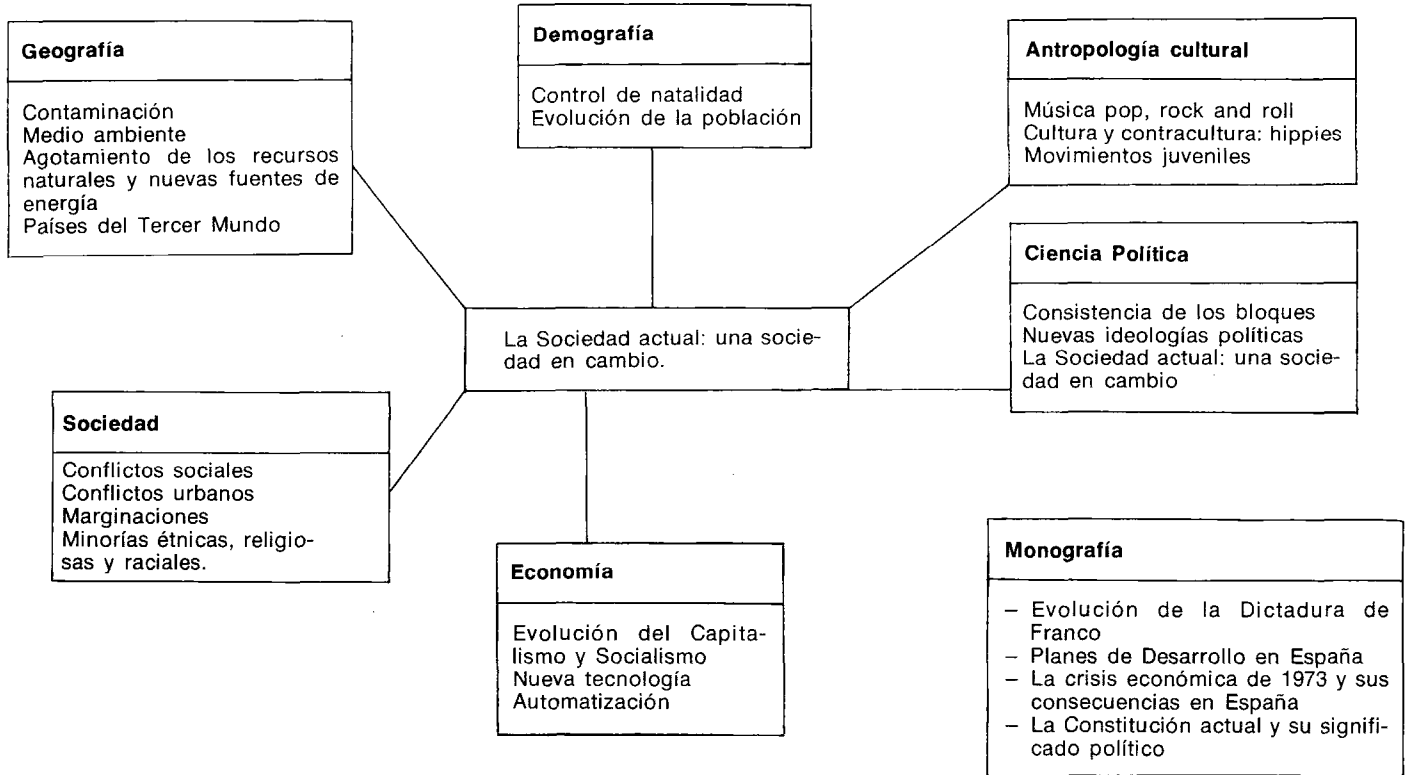 Geografía
Contaminación
Medio ambiente
Agotamiento de los recursos
naturales y nuevas fuentes de
energía
Países del Tercer Mundo
Demografía
Control de natalidad
Evolución de la población
Antropología cultural
Música pop, rock and roll
Cultura y contracultura: hippies
Movimientos juveniles
Ciencia Política
Consistencia de los bloques
Nuevas ideologías políticas
La Sociedad actual: una socie-
dad en cambio
La Sociedad actual: una socie-
dad en cambio.
Sociedad
Conflictos sociales
Conflictos urbanos
Marginaciones
Minorías étnicas, religio-
sas y raciales.
Economía
Evolución del Capita-
lismo y Socialismo
Nueva tecnología
Automatización
Monografía
– Evolución de la Dictadura de
Franco
– Planes de Desarrollo en España
– La crisis económica de 1973 y sus
consecuencias en España
– La Constitución actual y su signifi-
cado político